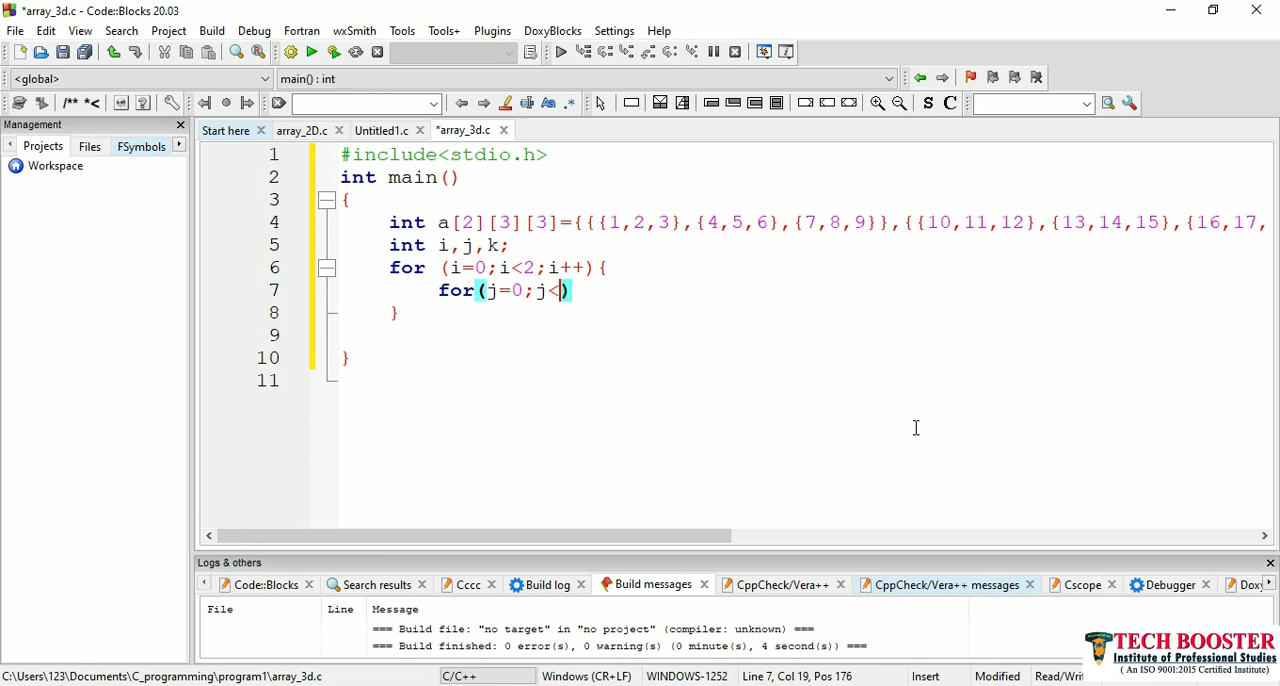 *array_3d.c - Code::Blocks 20.03
File Edit View Search Project Build Debug Fortran wxSmith Tools Tools+ Plugins DoxyBlocks Settings Help
<global> main() : int
/** *<
S C
Management
Projects Files FSymbols
Workspace
Start here array_2D.c Untitled1.c *array_3d.c
1 #include<stdio.h>
2 int main()
3 {
4 int a[2][3][3]={{{1,2,3},{4,5,6},{7,8,9}},{{10,11,12},{13,14,15},{16,17,
5 int i,j,k;
6 for (i=0;i<2;i++){
7 for(j=0;j<)
8 }
9
10 }
11
Logs & others
Code::Blocks Search results Cccc Build log Build messages CppCheck/Vera++ CppCheck/Vera++ messages Cscope Debugger
File Line Message
=== Build file: "no target" in "no project" (compiler: unknown) ===
=== Build finished: 0 error(s), 0 warning(s) (0 minute(s), 4 second(s)) ===
TECH BOOSTER
Institute of Professional Studies
( An ISO 9001:2015 Certified Institute)
C:\Users\123\Documents\C_programming\program1\array_3d.c C/C++ Windows (CR+LF) WINDOWS-1252 Line 7, Col 19, Pos 176 Insert Modified Read/Wri